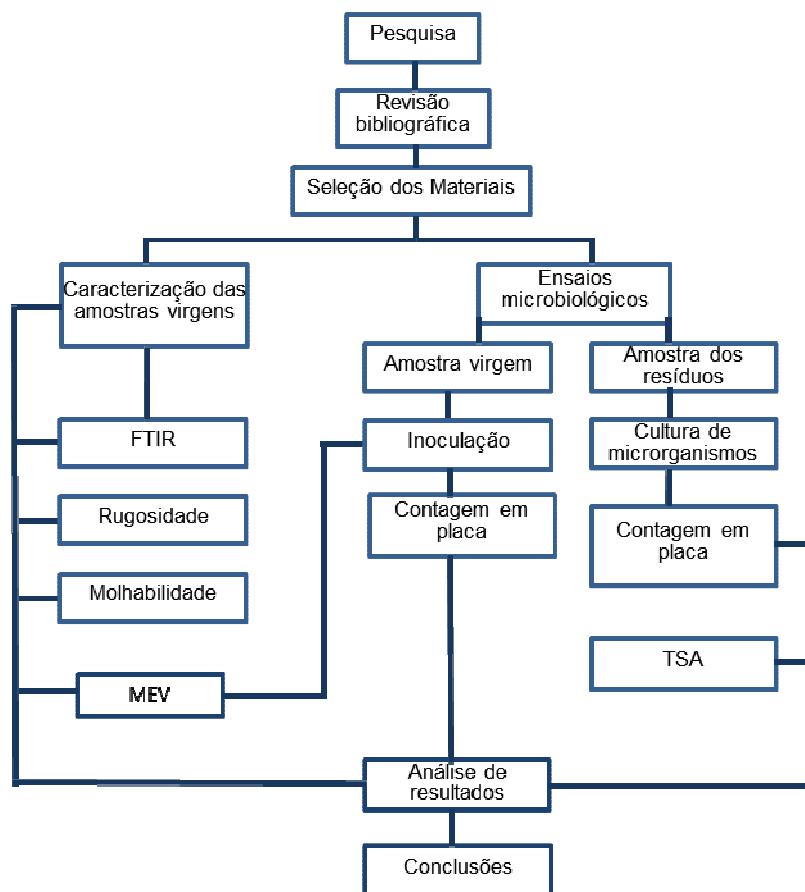 Pesquisa
Revisão
bibliográfica
Seleção dos Materiais
Caracterização das
amostras virgens
Ensaios
microbiológicos
Amostra virgem
Amostra dos
resíduos
FTIR
Inoculação
Cultura de
microrganismos
Rugosidade
Contagem em
placa
Contagem em
placa
Molhabilidade
TSA
MEV
Análise de
resultados
Conclusões